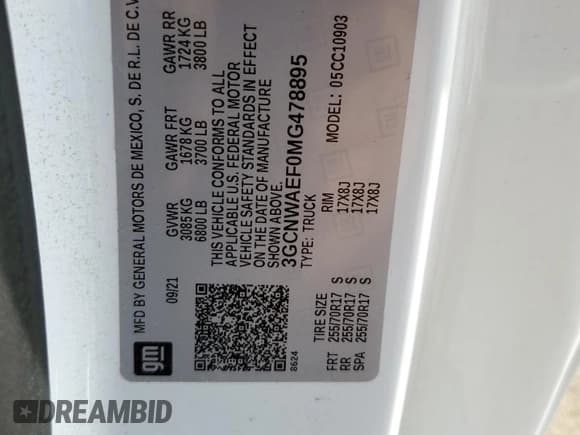 MFD BY GENERAL MOTORS DE MEXICO, S. DE R.L. DE C.V
09/21 GVWR GAWR FRT GAWR RR
3085 KG 1678 KG 1724 KG
6800 LB 3700 LB 3800 LB
THIS VEHICLE CONFORMS TO ALL
APPLICABLE U.S. FEDERAL MOTOR
VEHICLE SAFETY STANDARDS IN EFFECT
ON THE DATE OF MANUFACTURE
SHOWN ABOVE.
3GCNWAEF0MG478895
TYPE: TRUCK MODEL: 05CC10903
8624
TIRE SIZE RIM
FRT 255/70R17 S 17X8J
RR 255/70R17 S 17X8J
SPA 255/70R17 S 17X8J
gm
DREAMBID